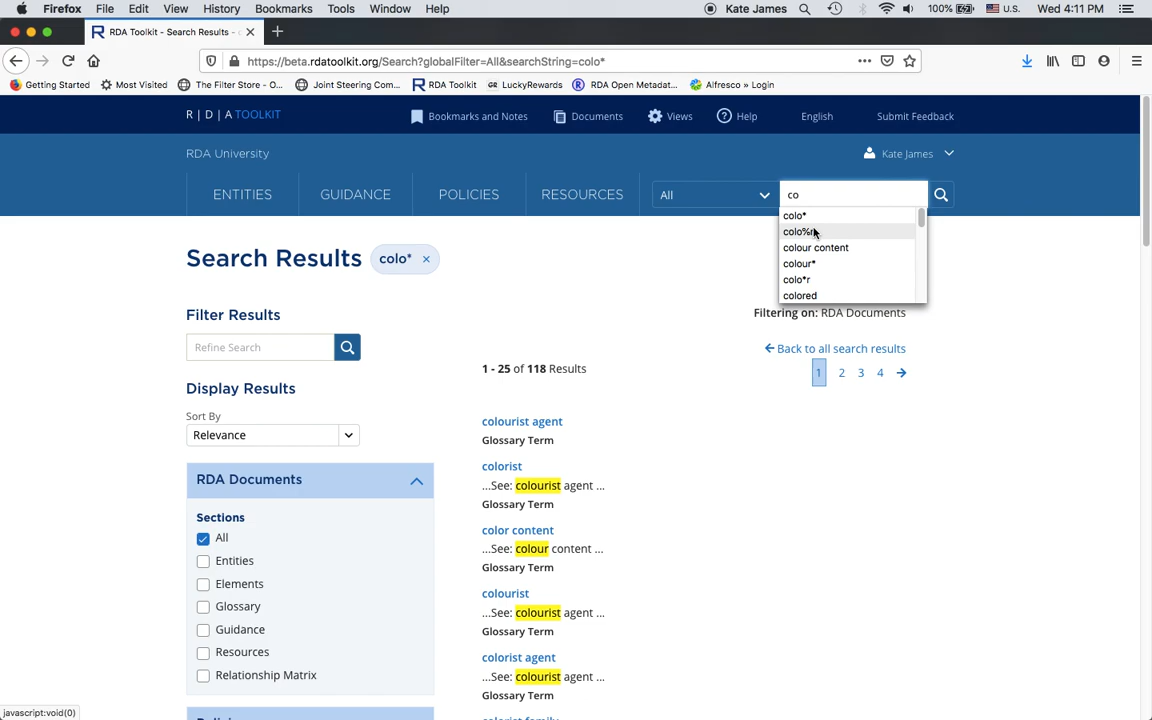 Firefox File Edit View History Bookmarks Tools Window Help Kate James 100% U.S. Wed 4:11 PM
RDA Toolkit - Search Results -
https://beta.rdatoolkit.org/Search?globalFilter=All&searchString=colo*
Getting Started Most Visited The Filter Store - O... Joint Steering Com... RDA Toolkit LuckyRewards RDA Open Metadat... Alfresco » Login
R | D | A TOOLKIT Bookmarks and Notes Documents Views Help English Submit Feedback
RDA University Kate James
ENTITIES GUIDANCE POLICIES RESOURCES All co
colo*
colour content
colour*
colo*r
colored
Search Results colo* ×
Filter Results
Filtering on: RDA Documents
Refine Search
Back to all search results
1 - 25 of 118 Results
1 2 3 4
Display Results
Sort By
Relevance
RDA Documents
Sections
All
Entities
Elements
Glossary
Guidance
Resources
Relationship Matrix
colourist agent
Glossary Term
colorist
...See: colourist agent ...
Glossary Term
color content
...See: colour content ...
Glossary Term
colourist
...See: colourist agent ...
Glossary Term
colorist agent
...See: colourist agent ...
Glossary Term
javascript:void(0)